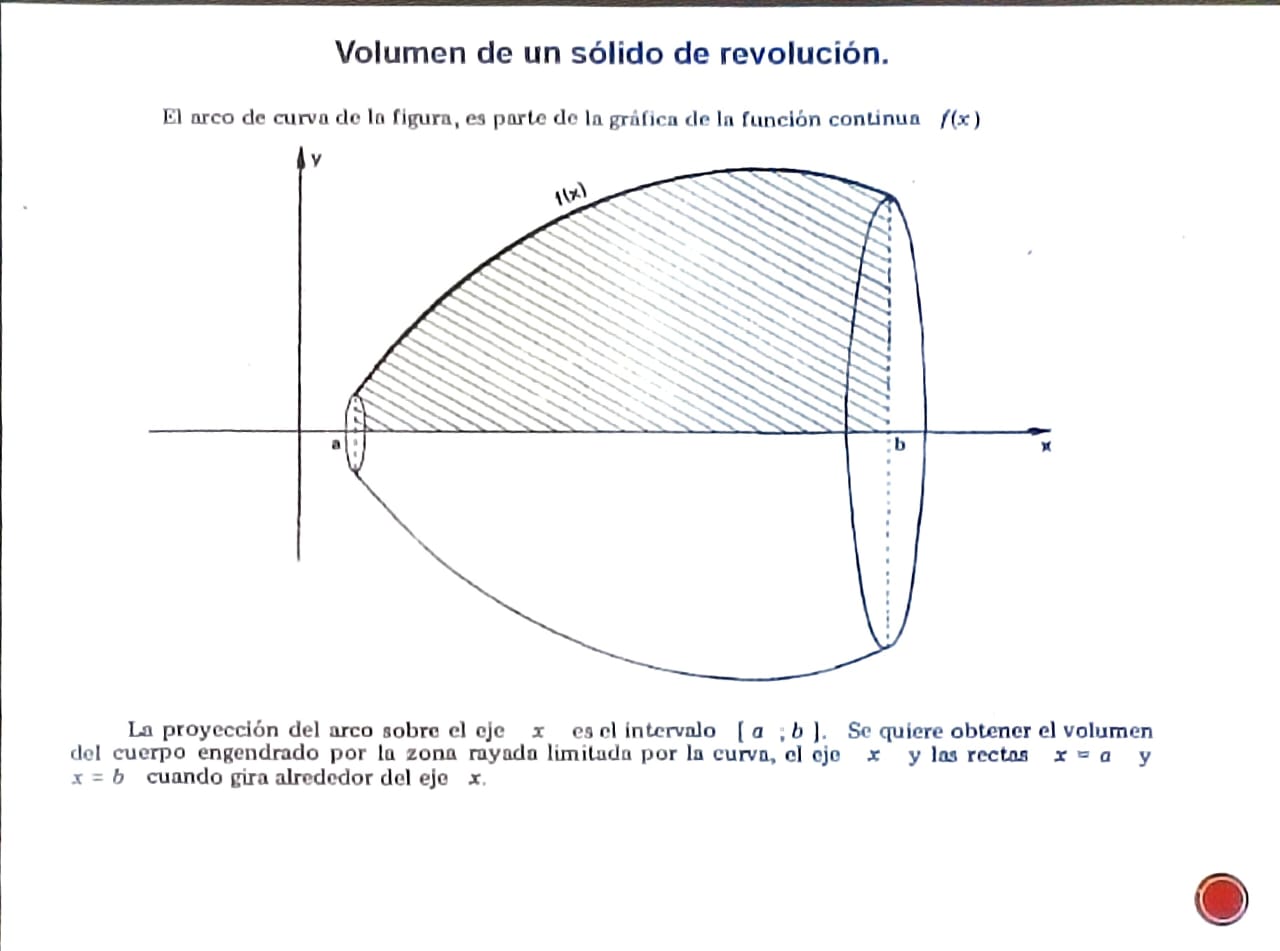 Volumen de un sólido de revolución.
El arco de curva de la figura, es parte de la gráfica de la función continua f(x)
y
f(x)
a
b
x
La proyección del arco sobre el eje x es el intervalo [ a ; b ]. Se quiere obtener el volumen
del cuerpo engendrado por la zona rayada limitada por la curva, el eje x y las rectas x = a y
x = b cuando gira alrededor del eje x.